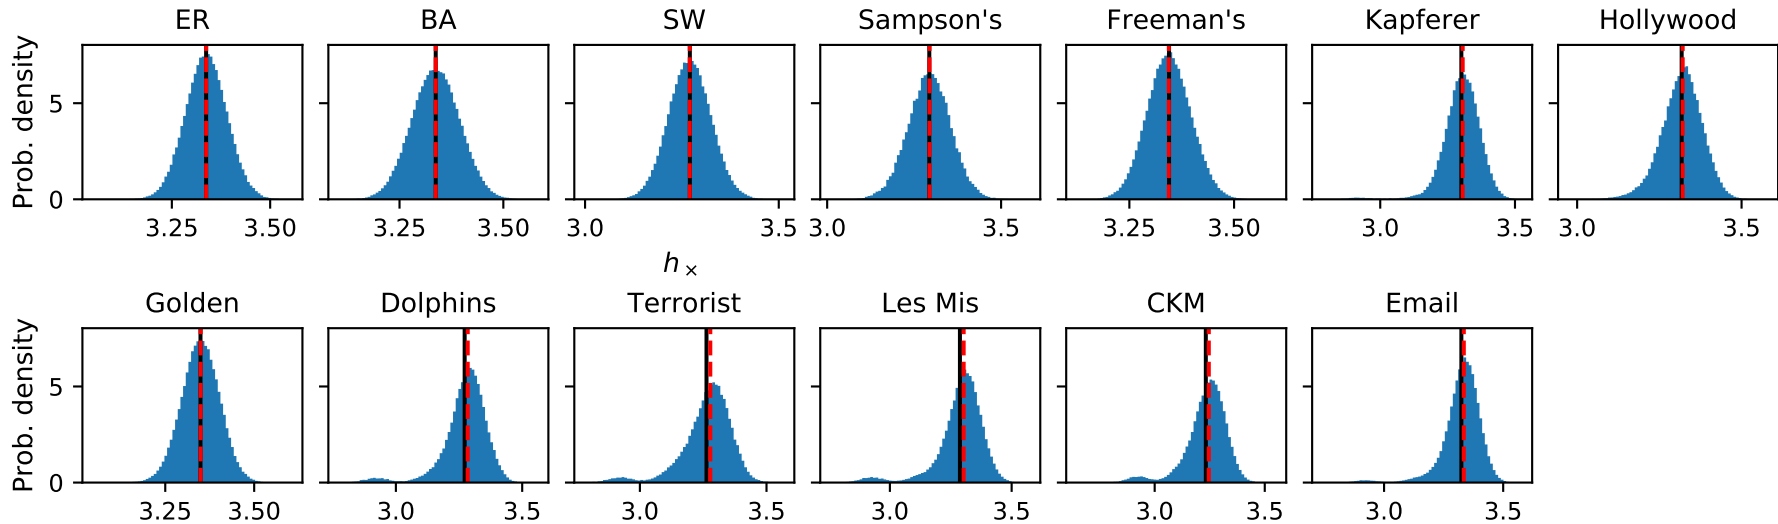 ER BA SW Sampson's Freeman's Kapferer Hollywood
Prob. density
5
0
3.25 3.50 3.25 3.50 3.0 3.5 3.0 3.5 3.25 3.50 3.0 3.5 3.0 3.5
h×
Golden Dolphins Terrorist Les Mis CKM Email
Prob. density
5
0
3.25 3.50 3.0 3.5 3.0 3.5 3.0 3.5 3.0 3.5 3.0 3.5